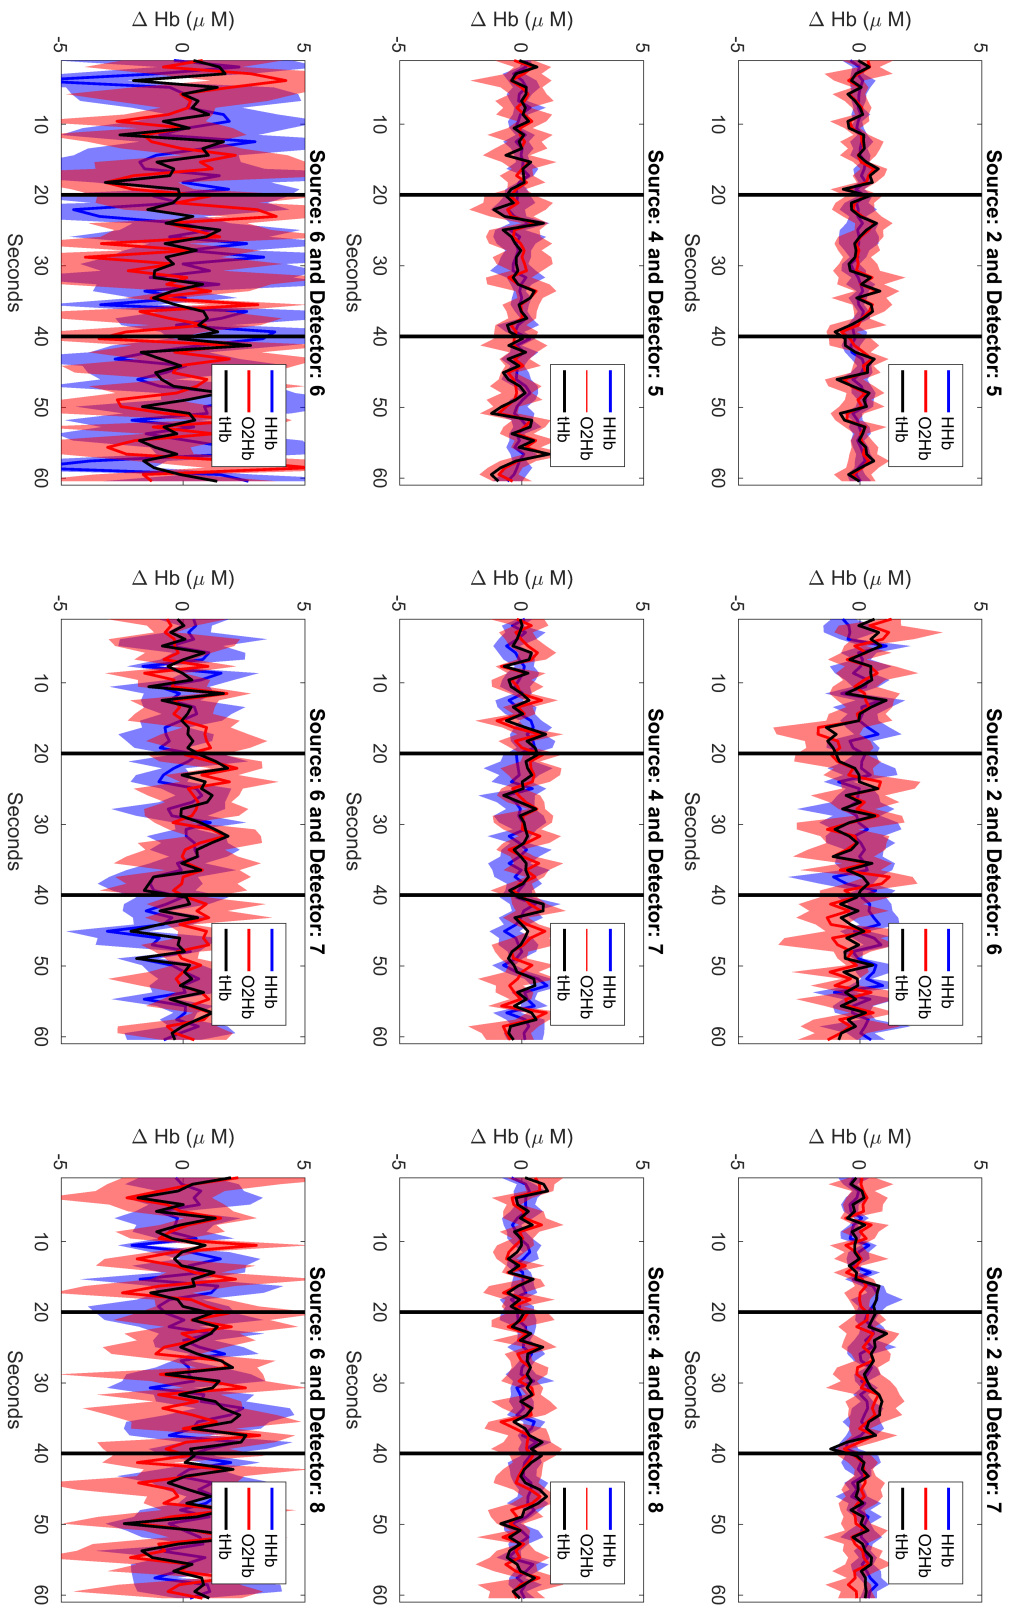 Source: 2 and Detector: 5
Δ Hb (μ M)
5
0
-5
10
20
30
40
50
60
Seconds
HHb
O2Hb
tHb
Source: 2 and Detector: 6
Δ Hb (μ M)
5
0
-5
10
20
30
40
50
60
Seconds
HHb
O2Hb
tHb
Source: 2 and Detector: 7
Δ Hb (μ M)
5
0
-5
10
20
30
40
50
60
Seconds
HHb
O2Hb
tHb
Source: 4 and Detector: 5
Δ Hb (μ M)
5
0
-5
10
20
30
40
50
60
Seconds
HHb
O2Hb
tHb
Source: 4 and Detector: 7
Δ Hb (μ M)
5
0
-5
10
20
30
40
50
60
Seconds
HHb
O2Hb
tHb
Source: 4 and Detector: 8
Δ Hb (μ M)
5
0
-5
10
20
30
40
50
60
Seconds
HHb
O2Hb
tHb
Source: 6 and Detector: 6
Δ Hb (μ M)
5
0
-5
10
20
30
40
50
60
Seconds
HHb
O2Hb
tHb
Source: 6 and Detector: 7
Δ Hb (μ M)
5
0
-5
10
20
30
40
50
60
Seconds
HHb
O2Hb
tHb
Source: 6 and Detector: 8
Δ Hb (μ M)
5
0
-5
10
20
30
40
50
60
Seconds
HHb
O2Hb
tHb